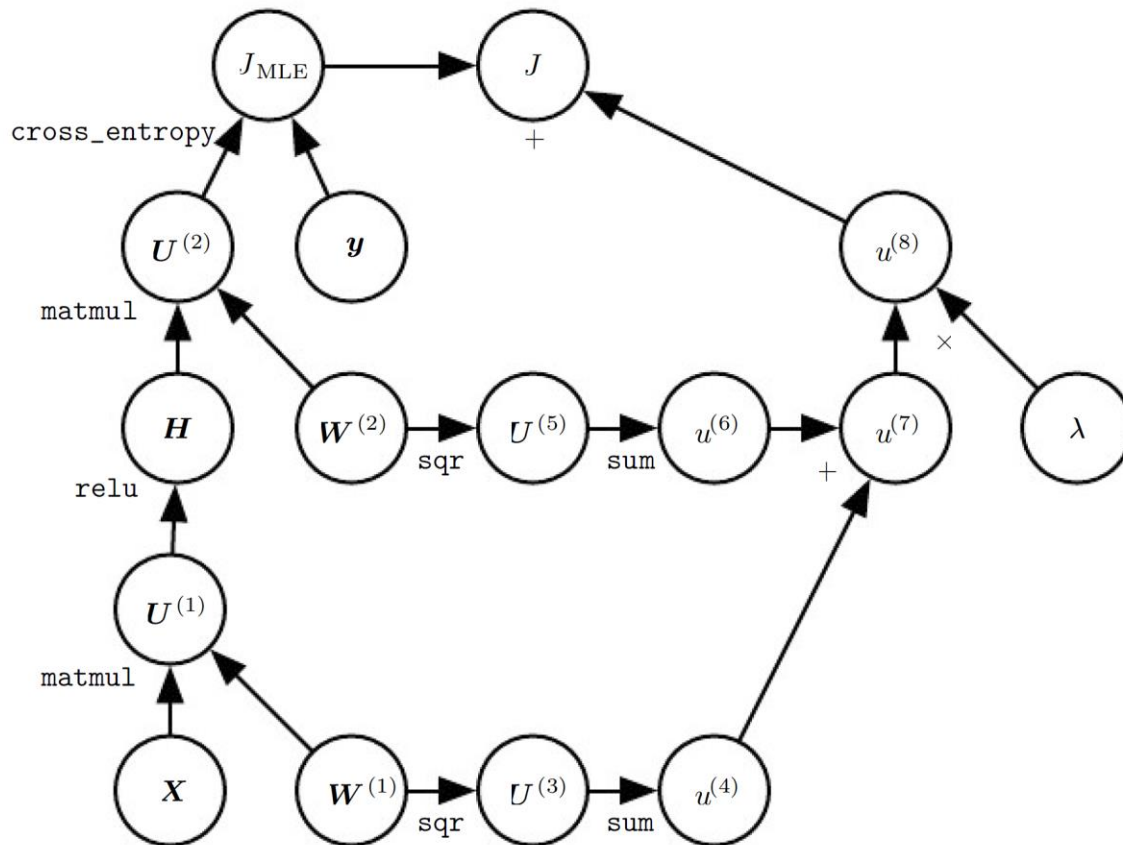 J_MLE J
cross_entropy +
U^(2) y u^(8)
matmul ×
H W^(2) U^(5) u^(6) u^(7) λ
relu sqr sum +
U^(1)
matmul
X W^(1) U^(3) u^(4)
sqr sum